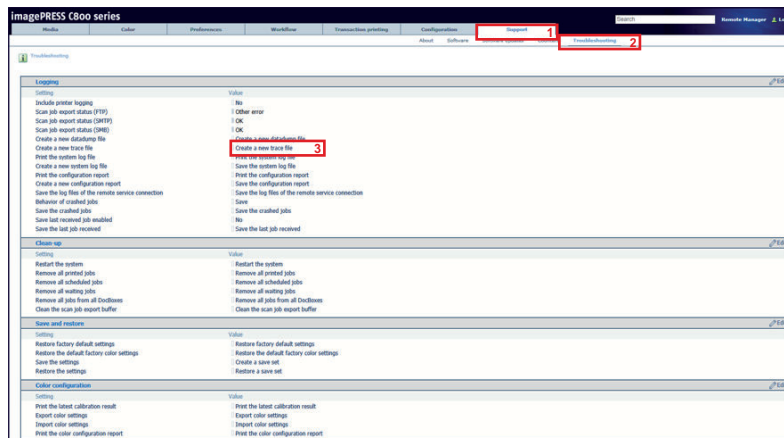 imagePRESS C800 series
Search
Remote Manager
Media Color Preferences Workflow Transaction printing Configuration Support 1
About Software Troubleshooting 2
Troubleshooting
Logging Edit
Setting Value
Include printer logging No
Scan job export status (FTP) Other error
Scan job export status (SMTP) OK
Scan job export status (SMB) OK
Create a new datadump file Create a new datadump file
Create a new trace file Create a new trace file 3
Print the system log file Print the system log file
Create a new system log file Save the system log file
Print the configuration report Print the configuration report
Create a new configuration report Save the configuration report
Save the log files of the remote service connection Save the log files of the remote service connection
Behavior of crashed jobs Save
Save the crashed jobs Save the crashed jobs
Save last received job enabled No
Save the last job received Save the last job received
Clean-up Edit
Setting Value
Restart the system Restart the system
Remove all printed jobs Remove all printed jobs
Remove all scheduled jobs Remove all scheduled jobs
Remove all waiting jobs Remove all waiting jobs
Remove all jobs from all DocBoxes Remove all jobs from all DocBoxes
Clean the scan job export buffer Clean the scan job export buffer
Save and restore Edit
Setting Value
Restore factory default settings Restore factory default settings
Restore the default factory color settings Restore the default factory color settings
Save the settings Create a save set
Restore the settings Restore a save set
Color configuration Edit
Setting Value
Print the latest calibration result Print the latest calibration result
Export color settings Export color settings
Import color settings Import color settings
Print the color configuration report Print the color configuration report